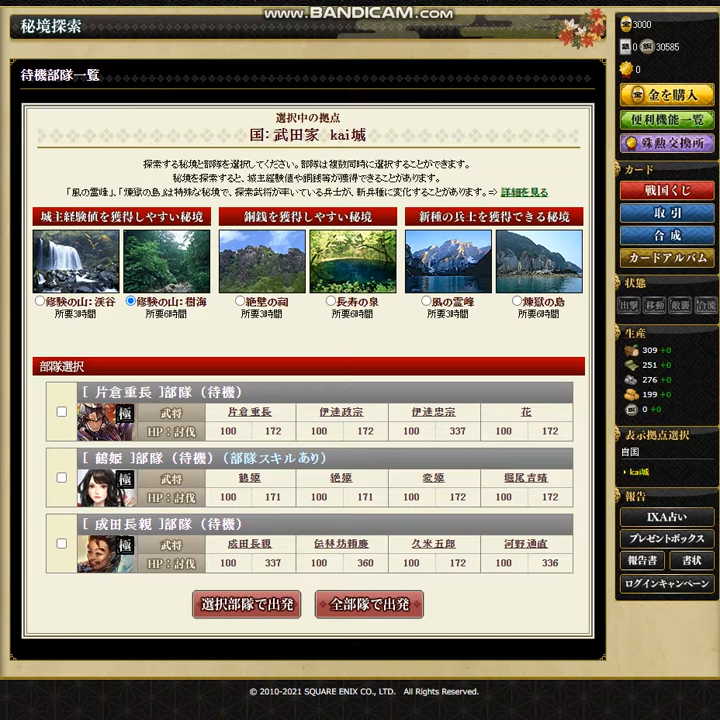 www.BANDICAM.com
秘境探索
待機部隊一覧
選択中の拠点
国: 武田家 kai城
探索する秘境と部隊を選択してください。部隊は複数同時に選択することができます。
秘境を探索すると、城主経験値や銅銭等が獲得できることがあります。
「風の霊峰」、「煉獄の島」は特殊な秘境で、探索武将が率いている兵士が、新兵種に変化することがあります。⇒ 詳細を見る
城主経験値を獲得しやすい秘境 銅銭を獲得しやすい秘境 新種の兵士を獲得できる秘境
修験の山: 渓谷 修験の山: 樹海 絶壁の祠 長寿の泉 風の霊峰 煉獄の島
所要3時間 所要6時間 所要3時間 所要6時間 所要3時間 所要6時間
部隊選択
[ 片倉重長 ]部隊 (待機)
極 武将 片倉重長 伊達政宗 伊達忠宗 花
HP:討伐 100 172 100 172 100 337 100 172
[ 鶴姫 ]部隊 (待機) (部隊スキルあり)
極 武将 鶴姫 絶姫 愛姫 堀尾吉晴
HP:討伐 100 171 100 171 100 172 100 172
[ 成田長親 ]部隊 (待機)
極 武将 成田長親 伝林坊頼慶 久米五郎 河野通直
HP:討伐 100 337 100 360 100 172 100 336
選択部隊で出発 全部隊で出発
3000
0 30585
0
金を購入
便利機能一覧
殊勲交換所
カード
戦国くじ
取引
合成
カードアルバム
状態
出撃 移動 敵襲 合流
生産
309 +0
251 +0
276 +0
199 +0
0 +0
表示拠点選択
自国
kai城
報告
IXA占い
プレゼントボックス
報告書 書状
ログインキャンペーン
© 2010-2021 SQUARE ENIX CO., LTD. All Rights Reserved.